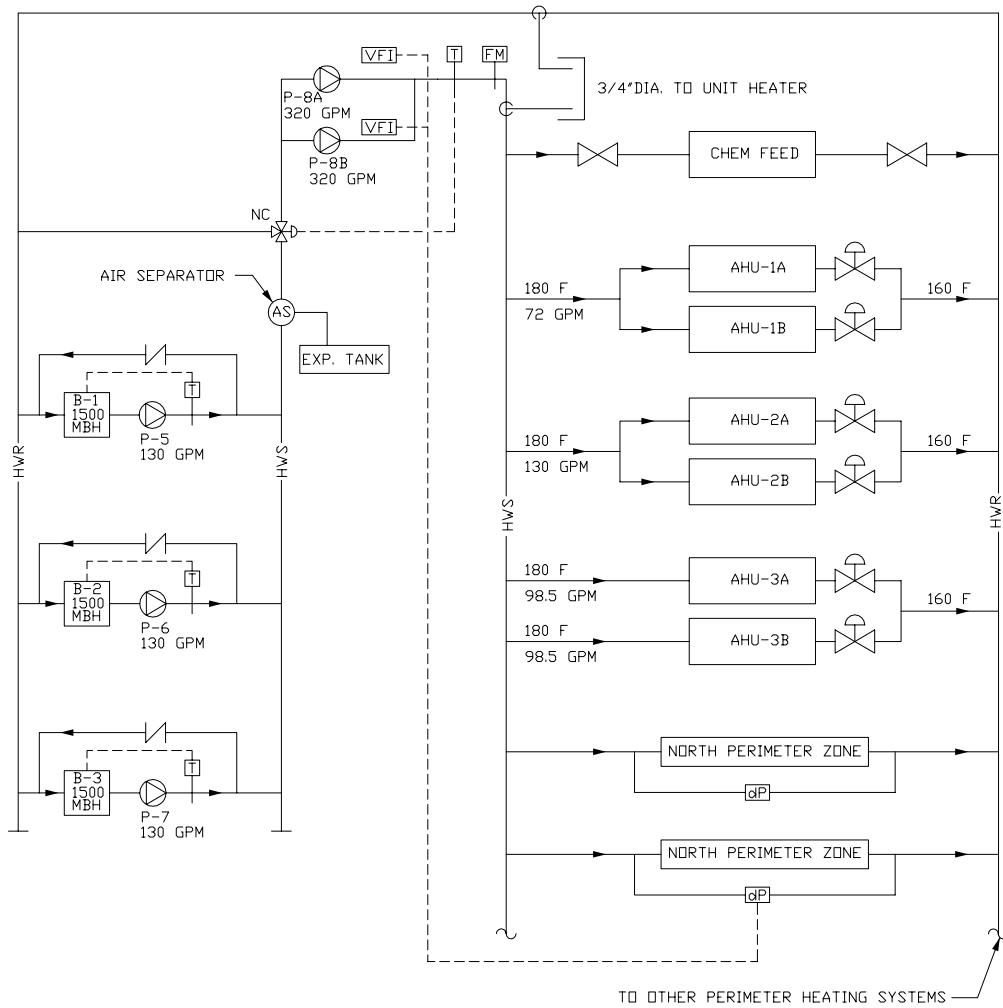 VFI
T
FM
P-8A
320 GPM
3/4"DIA. TO UNIT HEATER
VFI
P-8B
320 GPM
CHEM FEED
NC
AIR SEPARATOR
AS
EXP. TANK
180 F
72 GPM
AHU-1A
AHU-1B
160 F
B-1
1500
MBH
T
P-5
130 GPM
HWR
HWS
180 F
130 GPM
AHU-2A
AHU-2B
160 F
HWS
HWR
B-2
1500
MBH
T
P-6
130 GPM
180 F
98.5 GPM
AHU-3A
160 F
180 F
98.5 GPM
AHU-3B
B-3
1500
MBH
T
P-7
130 GPM
NORTH PERIMETER ZONE
dP
NORTH PERIMETER ZONE
dP
TO OTHER PERIMETER HEATING SYSTEMS